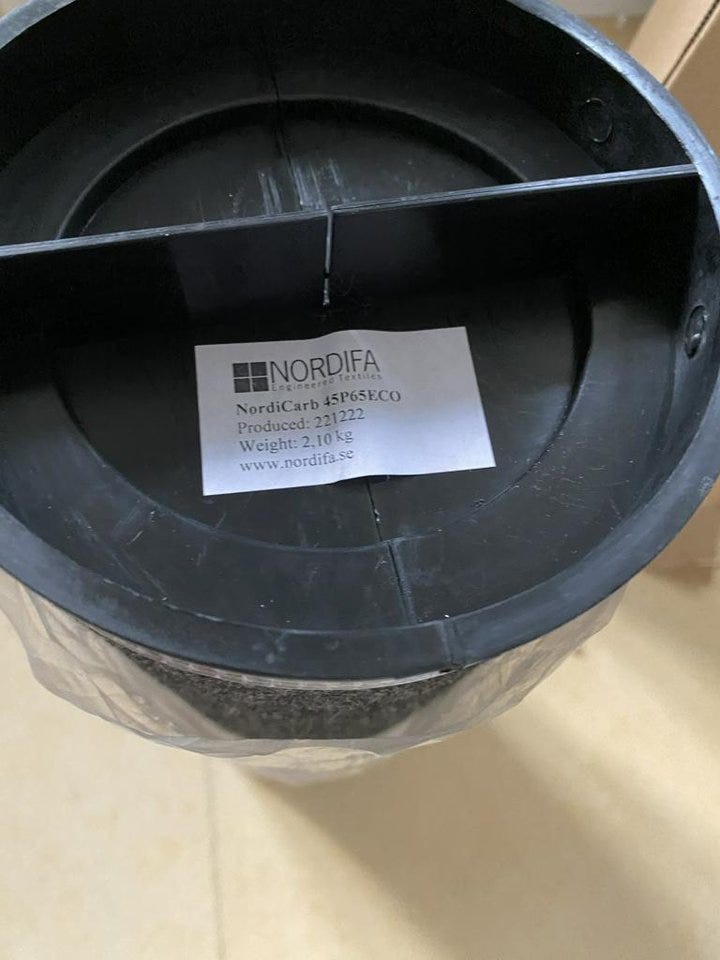 NORDIFA
Engineered Textiles
NordiCarb 45P65ECO
Produced: 221222
Weight: 2,10 kg
www.nordifa.se